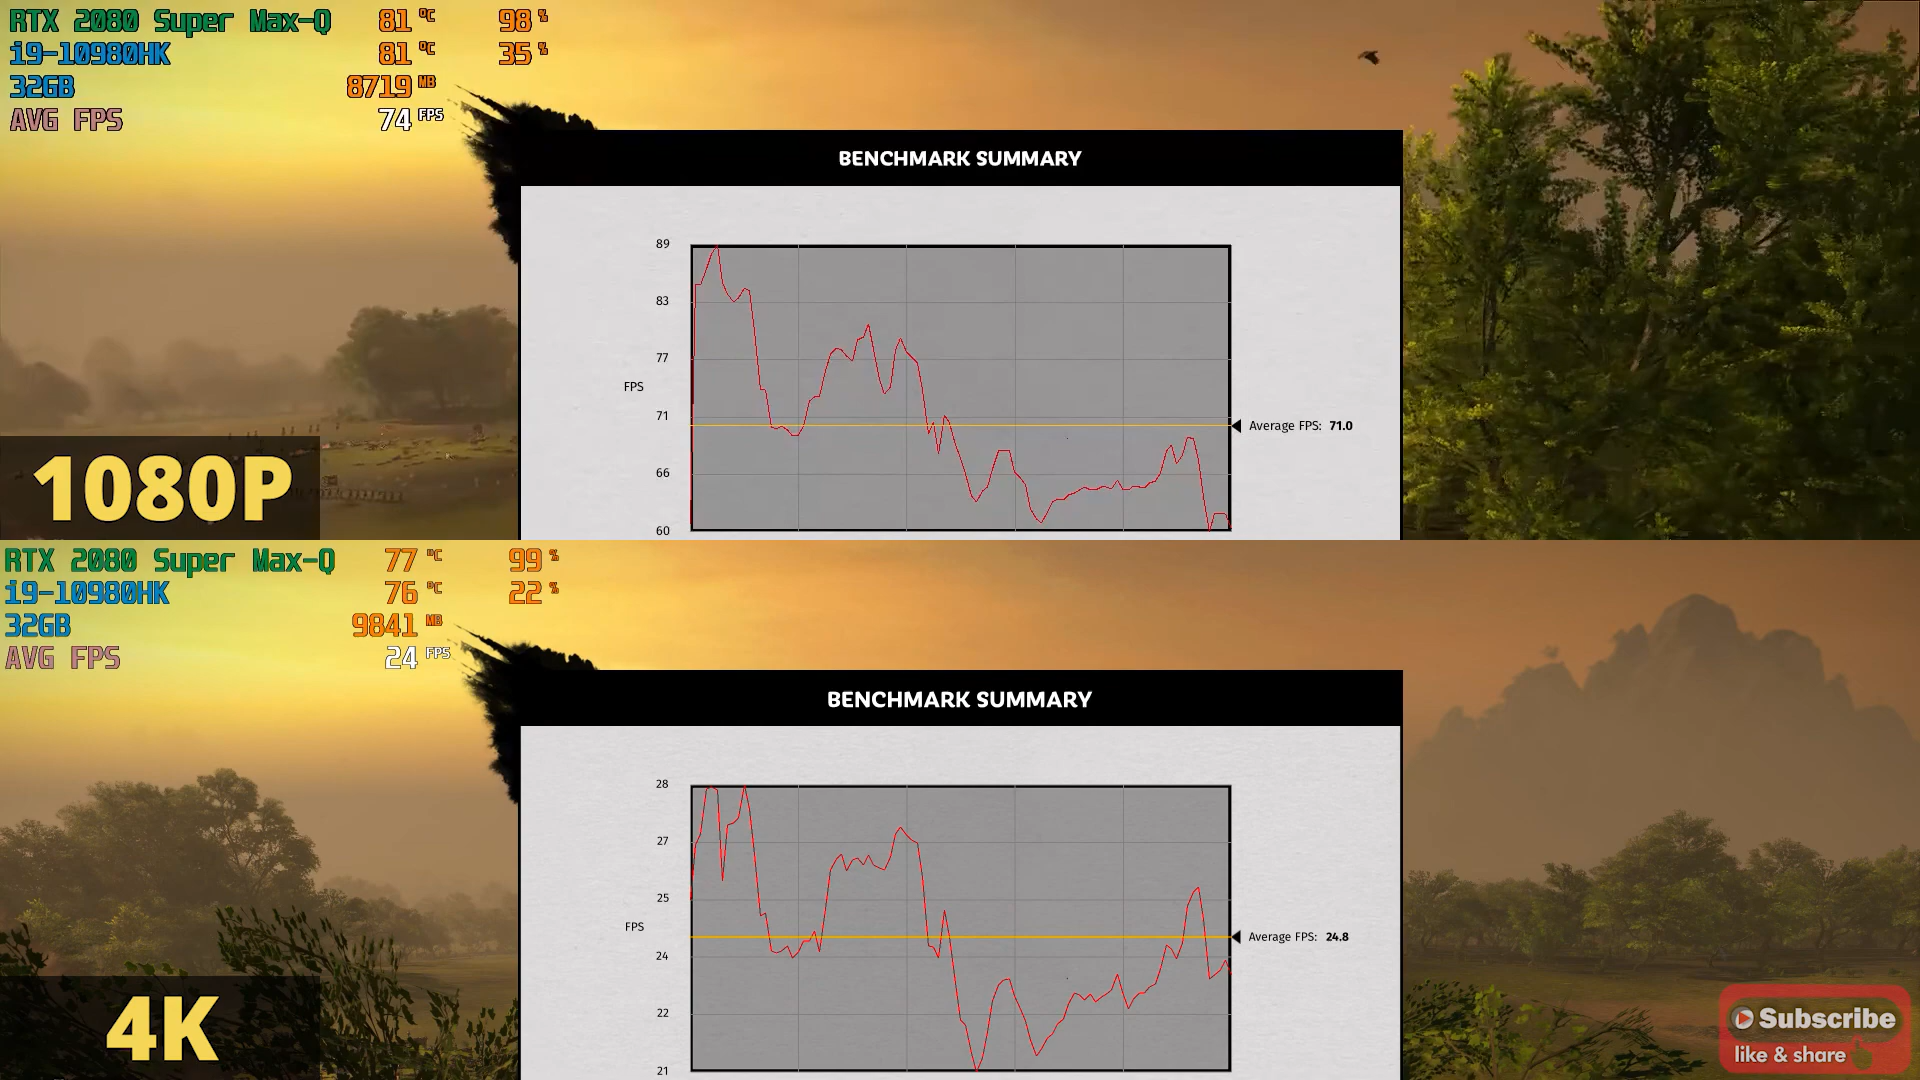 RTX 2080 Super Max-Q 81 °C 98 %
i9-10980HK 81 °C 35 %
32GB 8719 MB
AVG FPS 74 FPS
BENCHMARK SUMMARY
89
83
77
FPS
71
Average FPS: 71.0
66
60
1080P
RTX 2080 Super Max-Q 77 °C 99 %
i9-10980HK 76 °C 22 %
32GB 9841 MB
AVG FPS 24 FPS
BENCHMARK SUMMARY
28
27
25
FPS
Average FPS: 24.8
24
22
21
4K
Subscribe
like & share